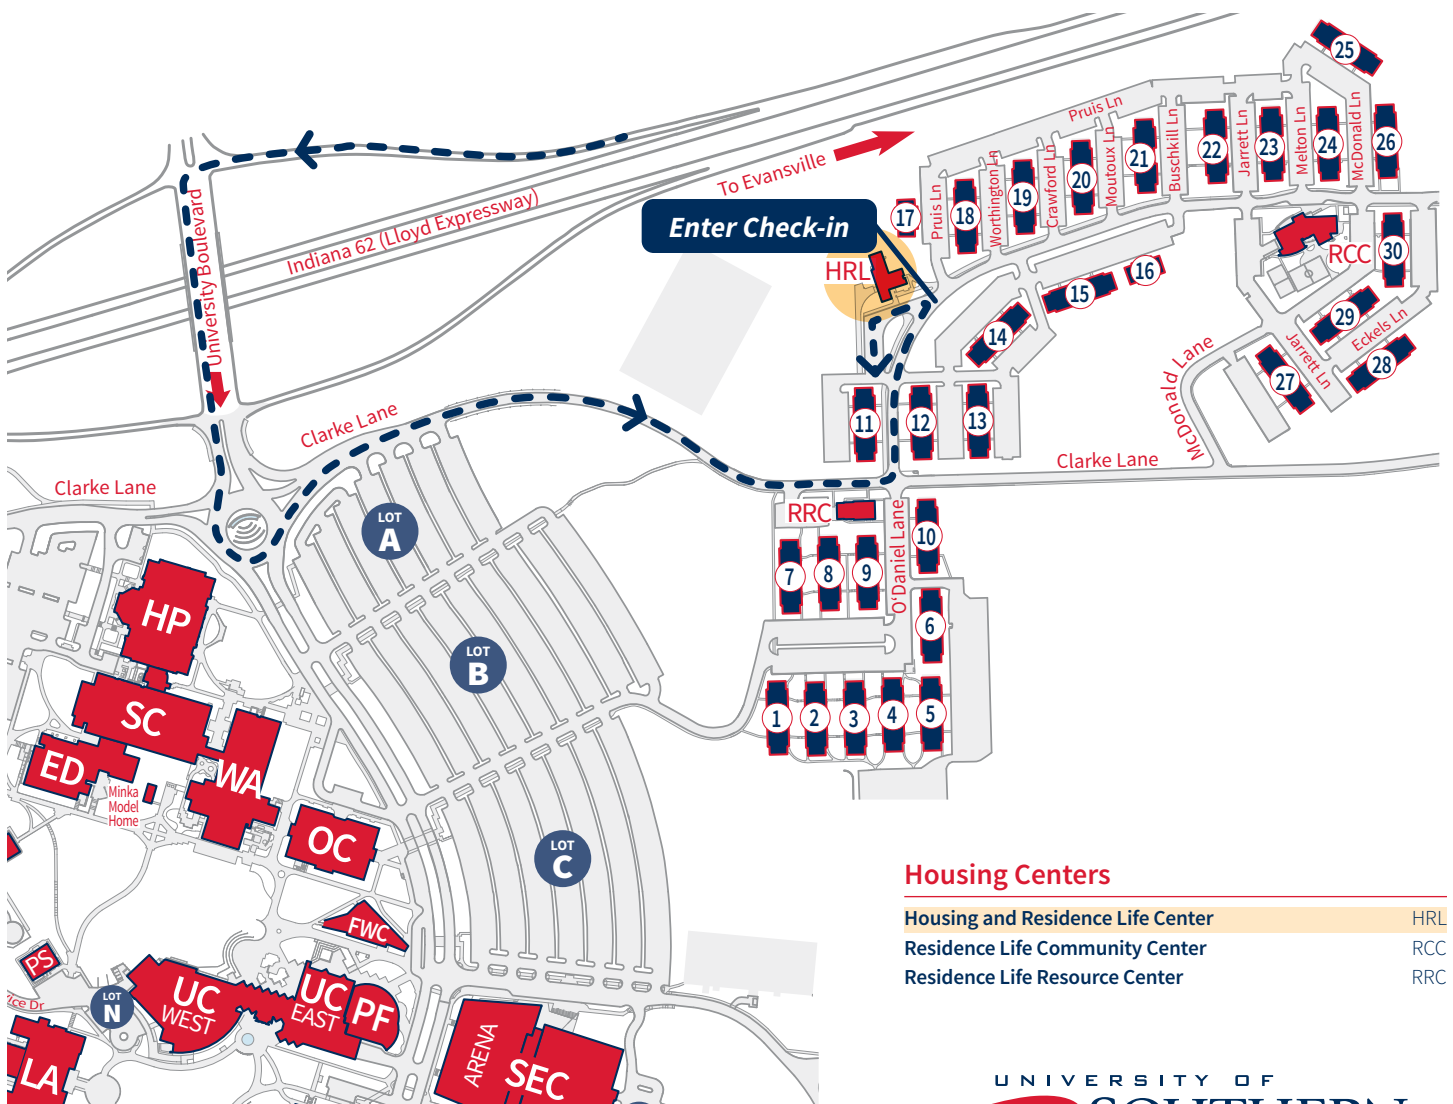 25
Pruis Ln
McDonald Ln
26
24
Melton Ln
23
Jarrett Ln
22
Buschkill Ln
21
Moutoux Ln
20
Crawford Ln
19
Worthington Ln
18
Pruis Ln
17
To Evansville
Indiana 62 (Lloyd Expressway)
University Boulevard
Enter Check-in
HRL
RCC
30
16
15
14
29
Eckels Ln
28
Jarrett Ln
27
McDonald Lane
11
12
13
Clarke Lane
Clarke Lane
Clarke Lane
RRC
O'Daniel Lane
10
7
8
9
6
1
2
3
4
5
LOT
A
LOT
B
LOT
C
HP
SC
ED
WA
Minka
Model
Home
OC
FWC
PS
LOT
N
UC
WEST
UC
EAST
PF
LA
ARENA
SEC
Housing Centers
Housing and Residence Life Center HRL
Residence Life Community Center RCC
Residence Life Resource Center RRC
UNIVERSITY OF
SOUTHERN